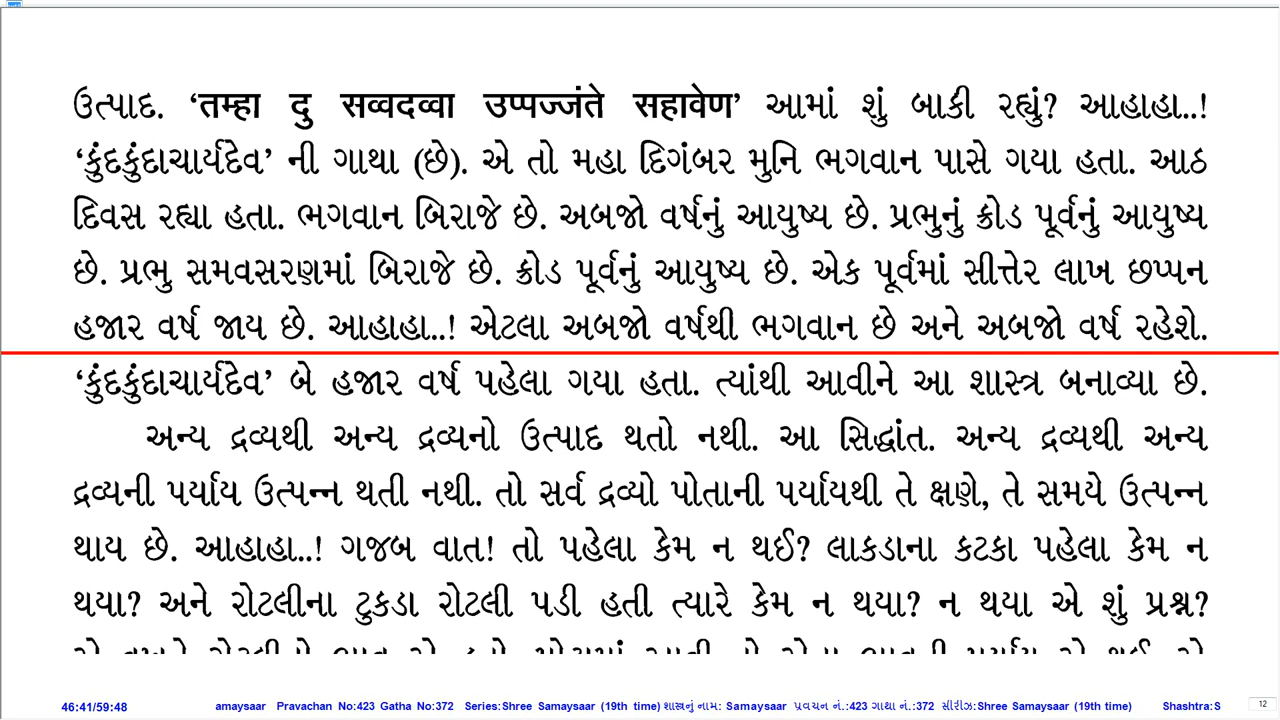 ઉત્પાદ. ‘तम्हा दु सव्वदव्वा उप्पज्जंते सहावेण’ આમાં શું બાકી રહ્યું? આહાહા..!
‘કુંદકુંદાચાર્યદેવ’ ની ગાથા (છે). એ તો મહા દિગંબર મુનિ ભગવાન પાસે ગયા હતા. આઠ
દિવસ રહ્યા હતા. ભગવાન બિરાજે છે. અબજો વર્ષનું આયુષ્ય છે. પ્રભુનું ક્રોડ પૂર્વનું આયુષ્ય
છે. પ્રભુ સમવસરણમાં બિરાજે છે. ક્રોડ પૂર્વનું આયુષ્ય છે. એક પૂર્વમાં સીત્તેર લાખ છપ્પન
હજાર વર્ષ જાય છે. આહાહા..! એટલા અબજો વર્ષથી ભગવાન છે અને અબજો વર્ષ રહેશે.
‘કુંદકુંદાચાર્યદેવ’ બે હજાર વર્ષ પહેલા ગયા હતા. ત્યાંથી આવીને આ શાસ્ત્ર બનાવ્યા છે.
અન્ય દ્રવ્યથી અન્ય દ્રવ્યનો ઉત્પાદ થતો નથી. આ સિદ્ધાંત. અન્ય દ્રવ્યથી અન્ય
દ્રવ્યની પર્યાય ઉત્પન્ન થતી નથી. તો સર્વ દ્રવ્યો પોતાની પર્યાયથી તે ક્ષણે, તે સમયે ઉત્પન્ન
થાય છે. આહાહા..! ગજબ વાત! તો પહેલા કેમ ન થઈ? લાકડાના કટકા પહેલા કેમ ન
થયા? અને રોટલીના ટુકડા રોટલી પડી હતી ત્યારે કેમ ન થયા? ન થયા એ શું પ્રશ્ન?
46:41/59:48 amaysaar Pravachan No:423 Gatha No:372 Series:Shree Samaysaar (19th time) શાસ્ત્રનું નામ: Samaysaar પ્રવચન નં.:423 ગાથા નં.:372 સીરીઝ:Shree Samaysaar (19th time) Shashtra:S 12